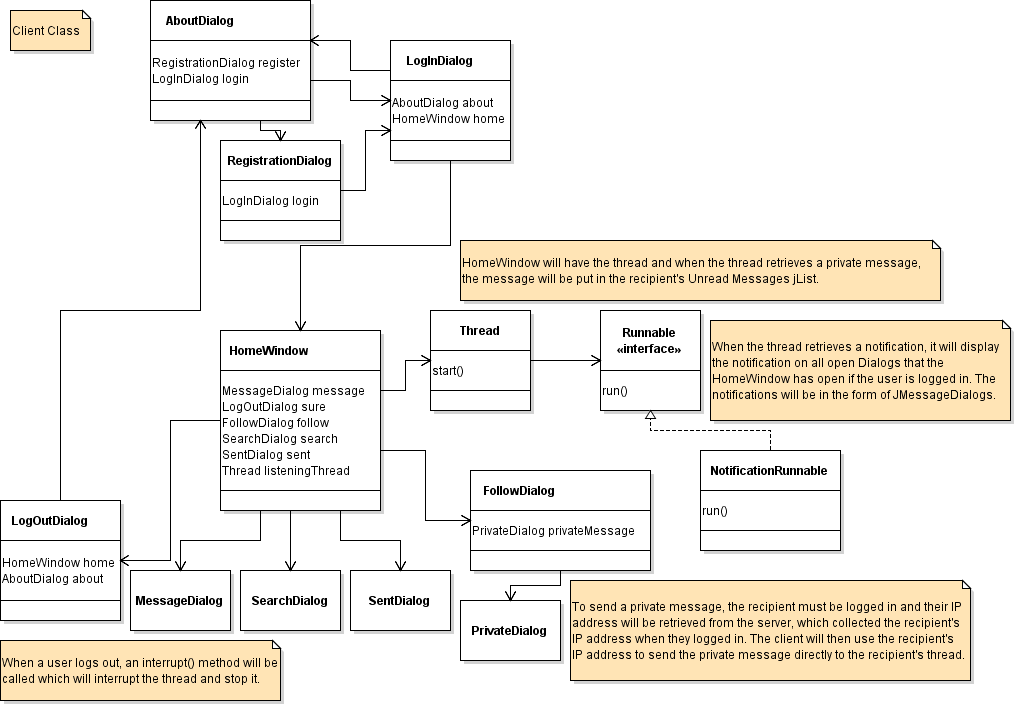 Client Class
AboutDialog
RegistrationDialog register
LogInDialog login
LogInDialog
AboutDialog about
HomeWindow home
RegistrationDialog
LogInDialog login
HomeWindow will have the thread and when the thread retrieves a private message,
the message will be put in the recipient's Unread Messages jList.
HomeWindow
MessageDialog message
LogOutDialog sure
FollowDialog follow
SearchDialog search
SentDialog sent
Thread listeningThread
Thread
start()
Runnable
«interface»
run()
When the thread retrieves a notification, it will display
the notification on all open Dialogs that the
HomeWindow has open if the user is logged in. The
notifications will be in the form of JMessageDialogs.
NotificationRunnable
run()
FollowDialog
PrivateDialog privateMessage
LogOutDialog
HomeWindow home
AboutDialog about
MessageDialog
SearchDialog
SentDialog
PrivateDialog
To send a private message, the recipient must be logged in and their IP
address will be retrieved from the server, which collected the recipient's
IP address when they logged in. The client will then use the recipient's
IP address to send the private message directly to the recipient's thread.
When a user logs out, an interrupt() method will be
called which will interrupt the thread and stop it.